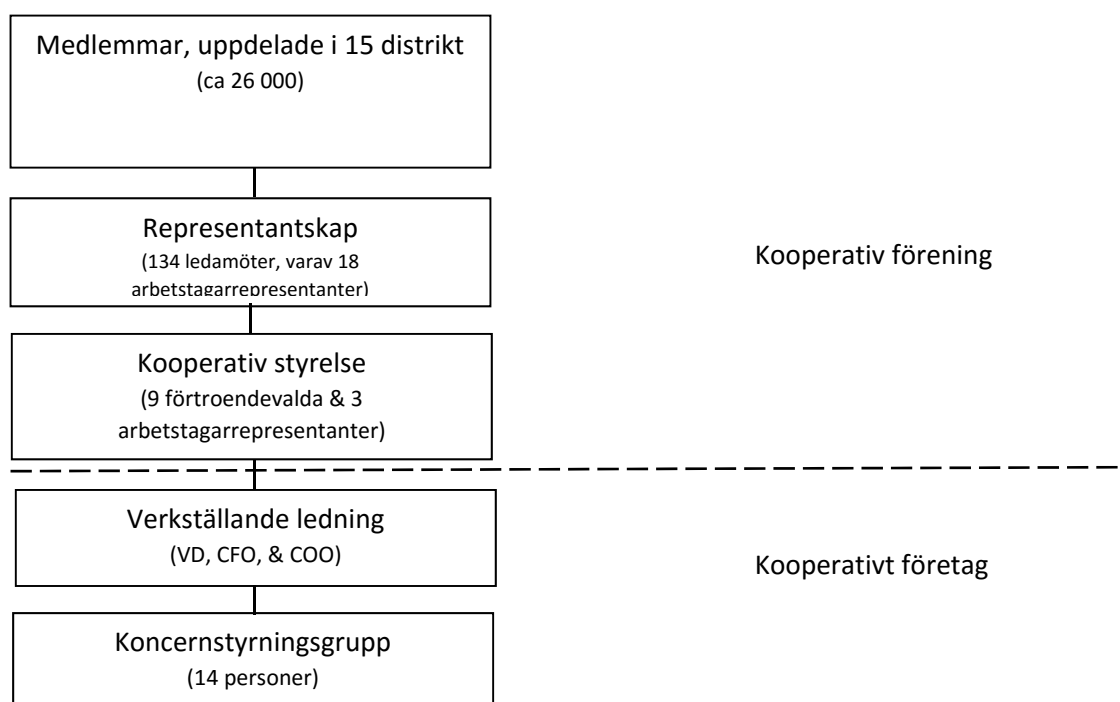 Medlemmar, uppdelade i 15 distrikt
(ca 26 000)
Representantskap
(134 ledamöter, varav 18
arbetstagarrepresentanter)
Kooperativ förening
Kooperativ styrelse
(9 förtroendevalda & 3
arbetstagarrepresentanter)
Verkställande ledning
(VD, CFO, & COO)
Kooperativt företag
Koncernstyrningsgrupp
(14 personer)